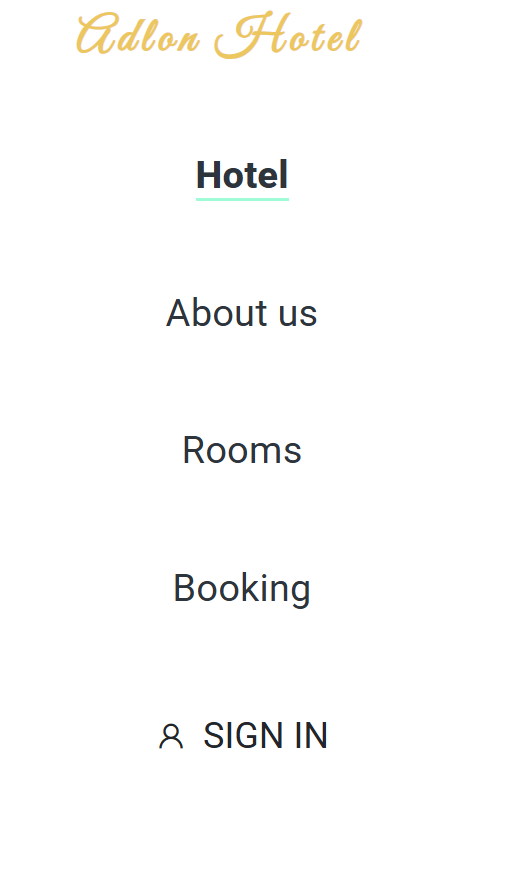 Adlon Hotel
Hotel
About us
Rooms
Booking
SIGN IN